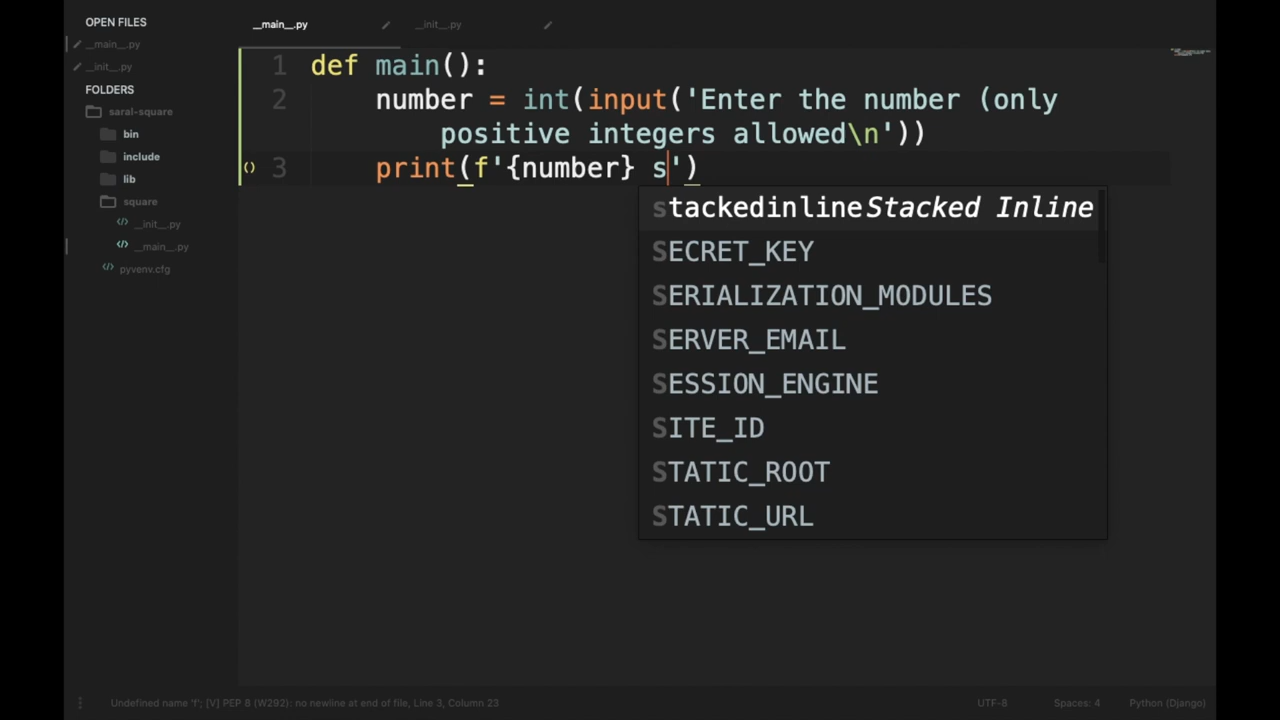 OPEN FILES
__main__.py
__init__.py
FOLDERS
saral-square
bin
include
lib
square
__init__.py
__main__.py
pyvenv.cfg
__main__.py
__init__.py
1 def main():
2 number = int(input('Enter the number (only
positive integers allowed\n'))
3 print(f'{number} s')
stackedinlineStacked Inline
SECRET_KEY
SERIALIZATION_MODULES
SERVER_EMAIL
SESSION_ENGINE
SITE_ID
STATIC_ROOT
STATIC_URL
Undefined name 'f'; [V] PEP 8 (W292): no newline at end of file, Line 3, Column 23
UTF-8
Spaces: 4
Python (Django)